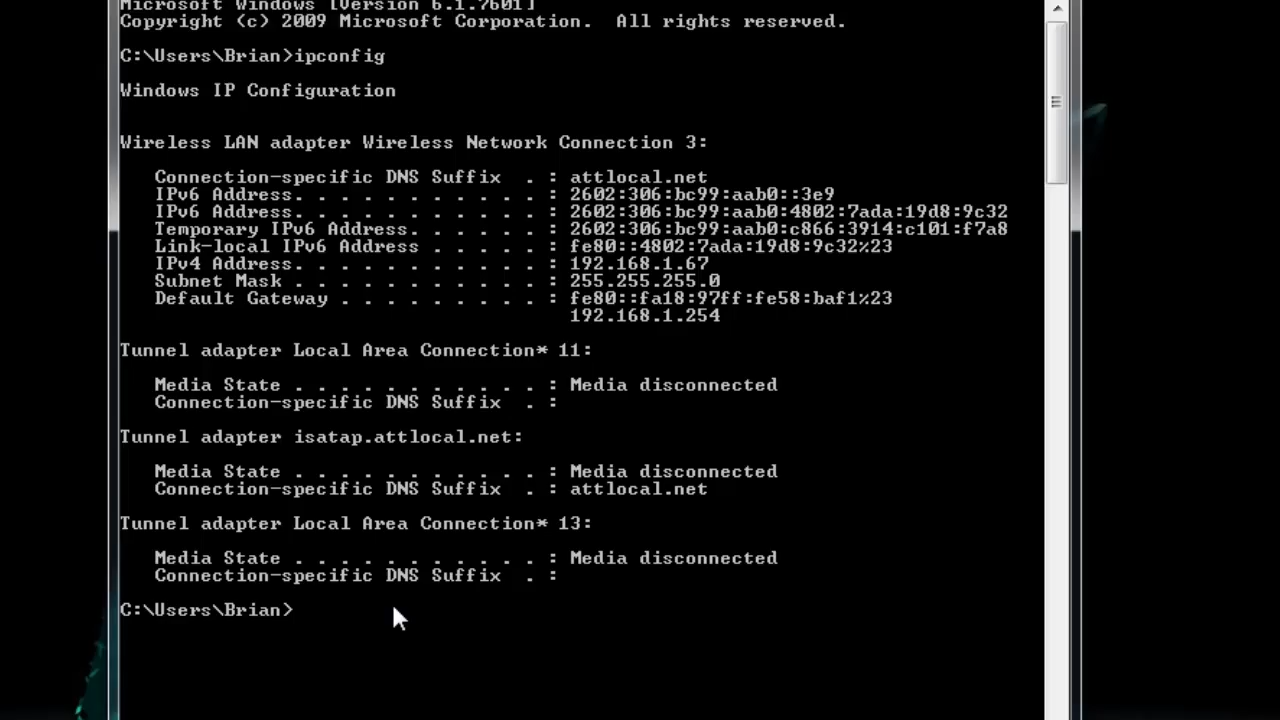 Microsoft Windows [Version 6.1.7601]
Copyright (c) 2009 Microsoft Corporation.  All rights reserved.
C:\Users\Brian>ipconfig
Windows IP Configuration
Wireless LAN adapter Wireless Network Connection 3:
   Connection-specific DNS Suffix  . : attlocal.net
   IPv6 Address. . . . . . . . . . . : 2602:306:bc99:aab0::3e9
   IPv6 Address. . . . . . . . . . . : 2602:306:bc99:aab0:4802:7ada:19d8:9c32
   Temporary IPv6 Address. . . . . . : 2602:306:bc99:aab0:c866:3914:c101:f7a8
   Link-local IPv6 Address . . . . . : fe80::4802:7ada:19d8:9c32%23
   IPv4 Address. . . . . . . . . . . : 192.168.1.67
   Subnet Mask . . . . . . . . . . . : 255.255.255.0
   Default Gateway . . . . . . . . . : fe80::fa18:97ff:fe58:baf1%23
                                       192.168.1.254
Tunnel adapter Local Area Connection* 11:
   Media State . . . . . . . . . . . : Media disconnected
   Connection-specific DNS Suffix  . :
Tunnel adapter isatap.attlocal.net:
   Media State . . . . . . . . . . . : Media disconnected
   Connection-specific DNS Suffix  . : attlocal.net
Tunnel adapter Local Area Connection* 13:
   Media State . . . . . . . . . . . : Media disconnected
   Connection-specific DNS Suffix  . :
C:\Users\Brian>